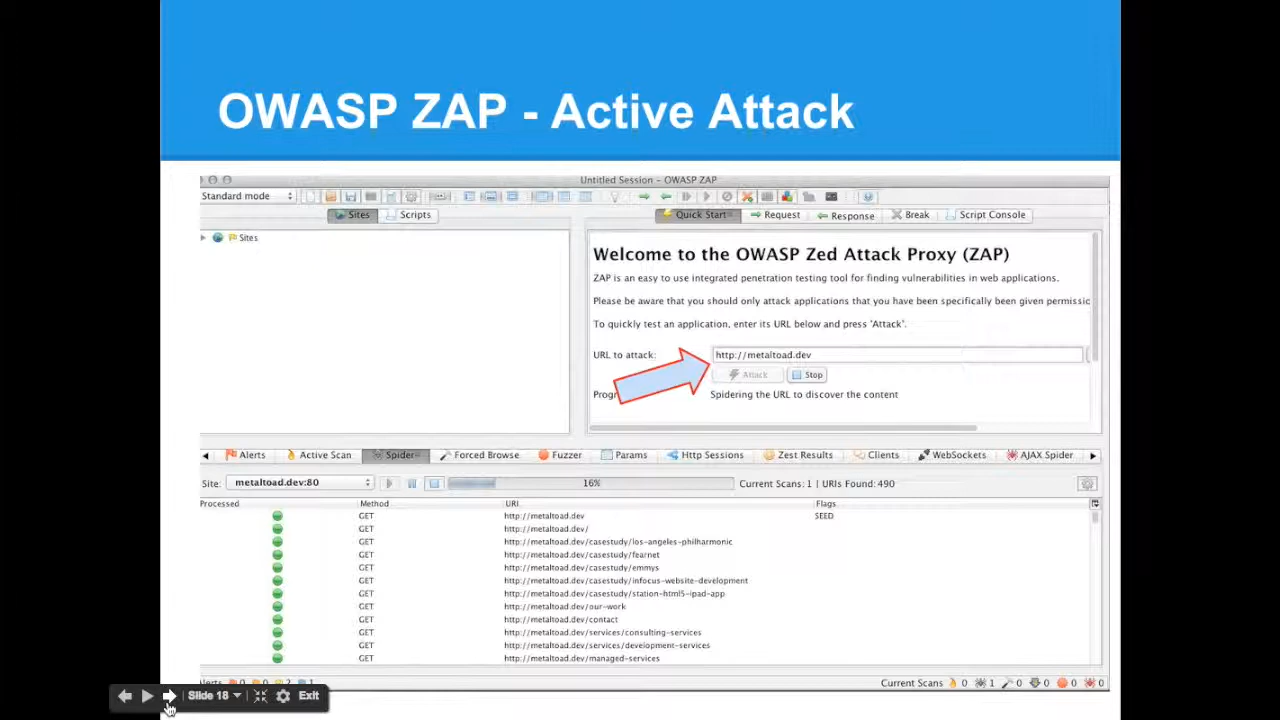 OWASP ZAP - Active Attack
Untitled Session - OWASP ZAP
Standard mode
Sites Scripts
Quick Start Request Response Break Script Console
Sites
Welcome to the OWASP Zed Attack Proxy (ZAP)
ZAP is an easy to use integrated penetration testing tool for finding vulnerabilities in web applications.
Please be aware that you should only attack applications that you have been specifically been given permissio
To quickly test an application, enter its URL below and press 'Attack'.
URL to attack: http://metaltoad.dev
Attack Stop
Progr Spidering the URL to discover the content
Alerts Active Scan Spider Forced Browse Fuzzer Params Http Sessions Zest Results Clients WebSockets AJAX Spider
Site: metaltoad.dev:80 16% Current Scans: 1 | URIs Found: 490
Processed Method URI Flags
GET http://metaltoad.dev SEED
GET http://metaltoad.dev/
GET http://metaltoad.dev/casestudy/los-angeles-philharmonic
GET http://metaltoad.dev/casestudy/fearnet
GET http://metaltoad.dev/casestudy/emmys
GET http://metaltoad.dev/casestudy/infocus-website-development
GET http://metaltoad.dev/casestudy/station-html5-ipad-app
GET http://metaltoad.dev/our-work
GET http://metaltoad.dev/contact
GET http://metaltoad.dev/services/consulting-services
GET http://metaltoad.dev/services/development-services
GET http://metaltoad.dev/managed-services
Current Scans 0 1 0 0 0 0
Slide 18 Exit